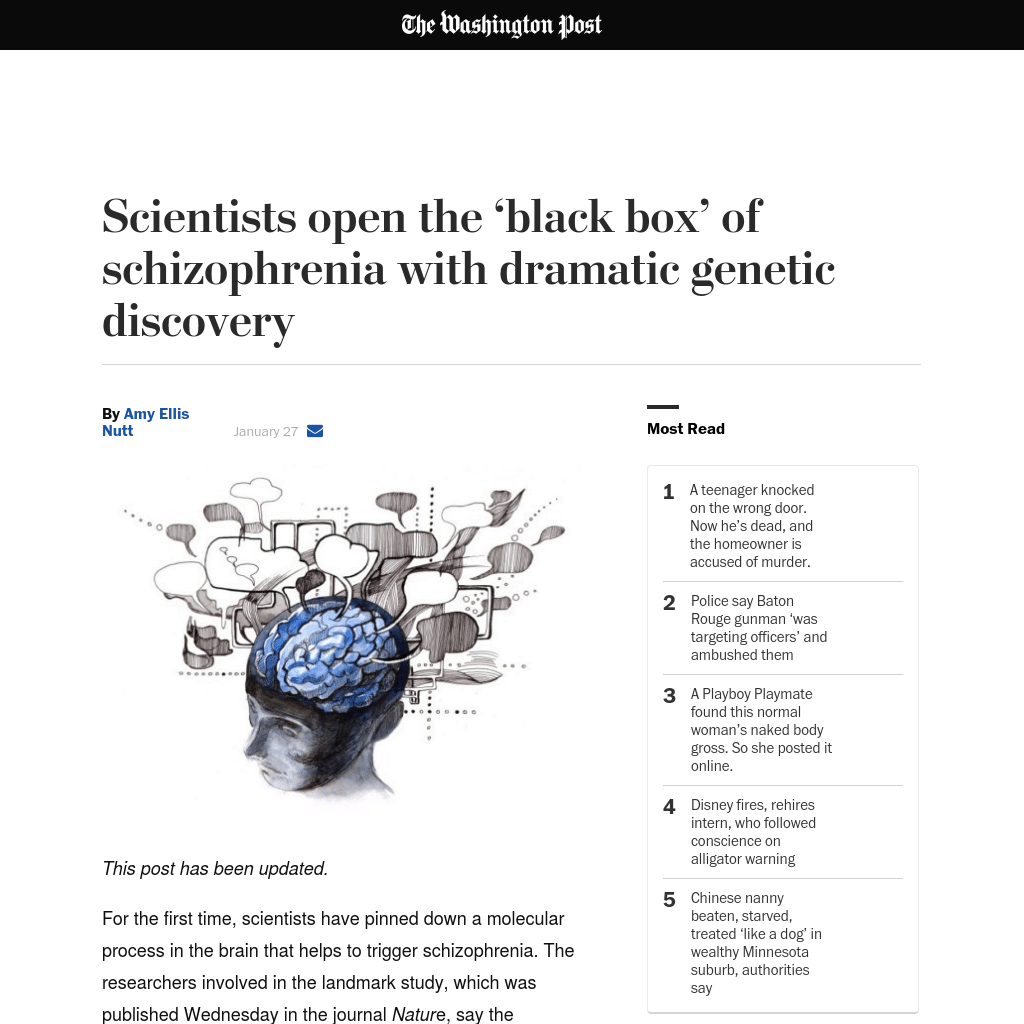 The Washington Post
Scientists open the ‘black box’ of
schizophrenia with dramatic genetic
discovery
By Amy Ellis
Nutt
January 27
This post has been updated.
For the first time, scientists have pinned down a molecular
process in the brain that helps to trigger schizophrenia. The
researchers involved in the landmark study, which was
published Wednesday in the journal Nature, say the
Most Read
1 A teenager knocked
on the wrong door.
Now he’s dead, and
the homeowner is
accused of murder.
2 Police say Baton
Rouge gunman ‘was
targeting officers’ and
ambushed them
3 A Playboy Playmate
found this normal
woman’s naked body
gross. So she posted it
online.
4 Disney fires, rehires
intern, who followed
conscience on
alligator warning
5 Chinese nanny
beaten, starved,
treated ‘like a dog’ in
wealthy Minnesota
suburb, authorities
say